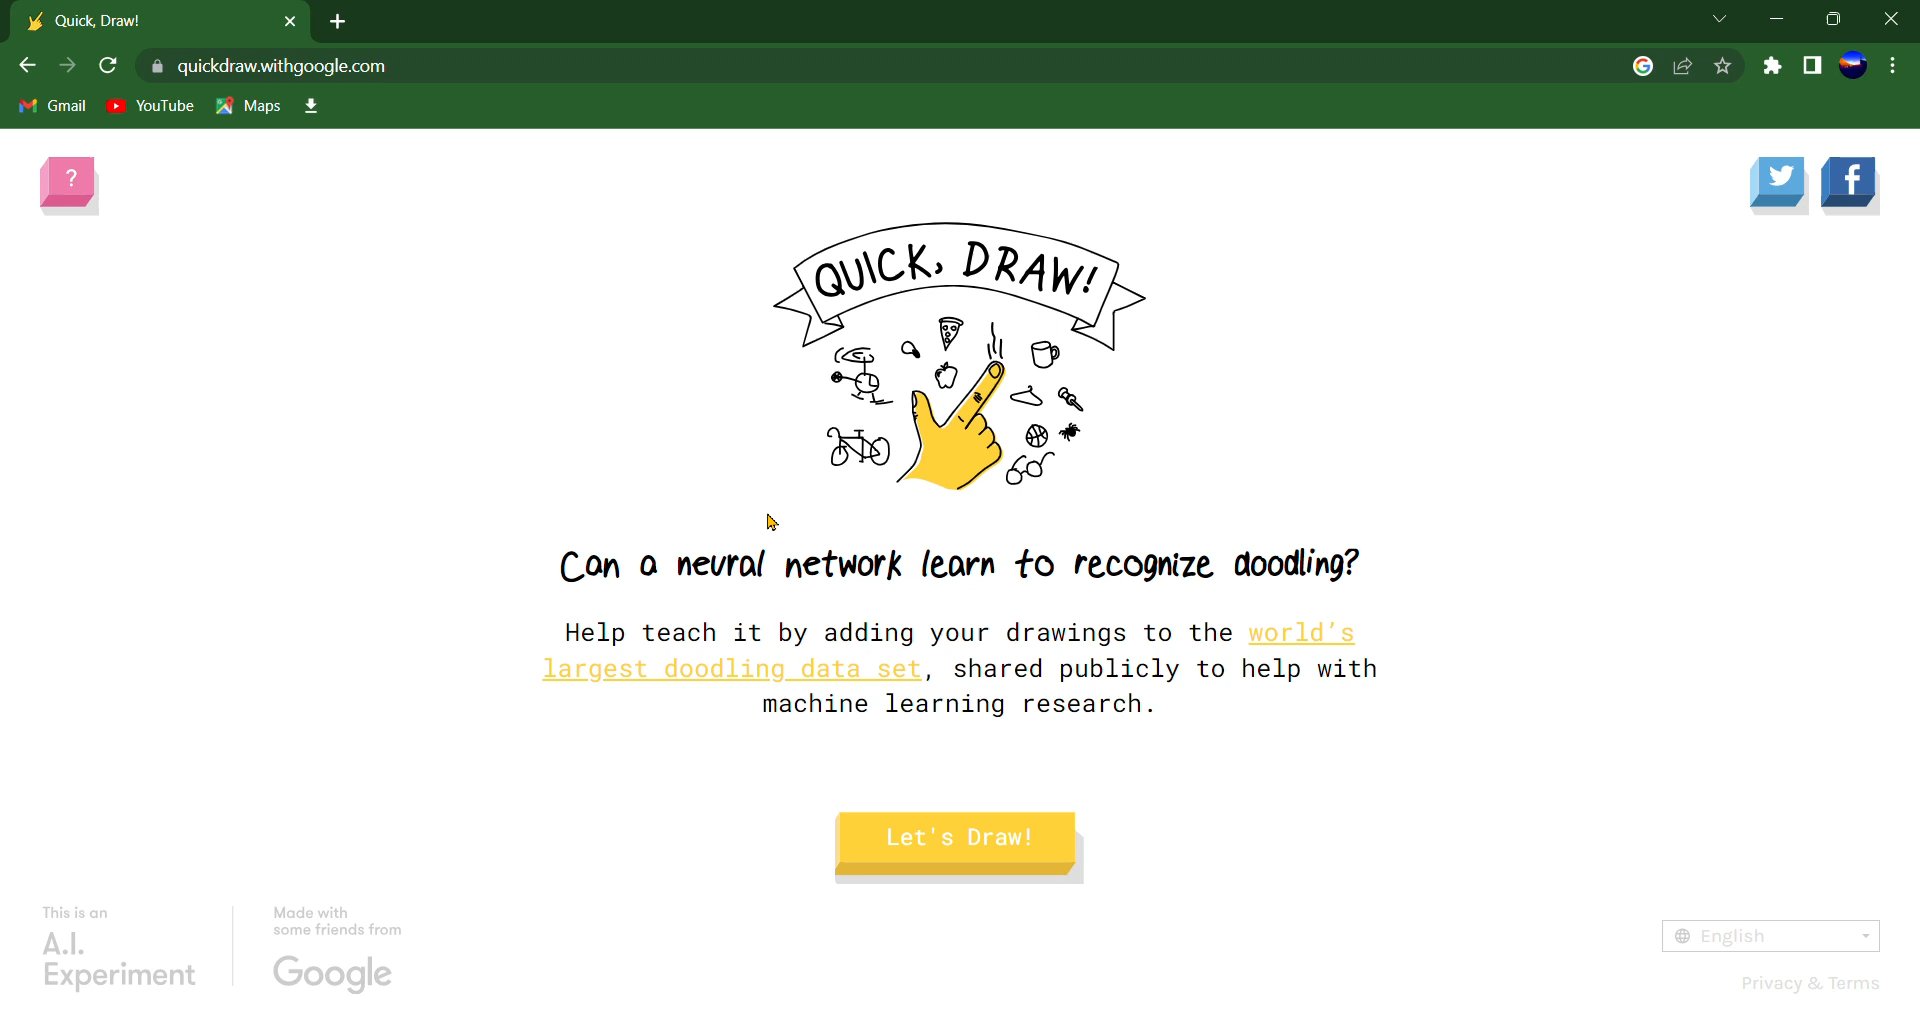 Quick, Draw!
quickdraw.withgoogle.com
Gmail YouTube Maps
?
QUICK, DRAW!
Can a neural network learn to recognize doodling?
Help teach it by adding your drawings to the world's
largest doodling data set, shared publicly to help with
machine learning research.
Let's Draw!
This is an
A.I.
Experiment
Made with
some friends from
Google
English
Privacy & Terms